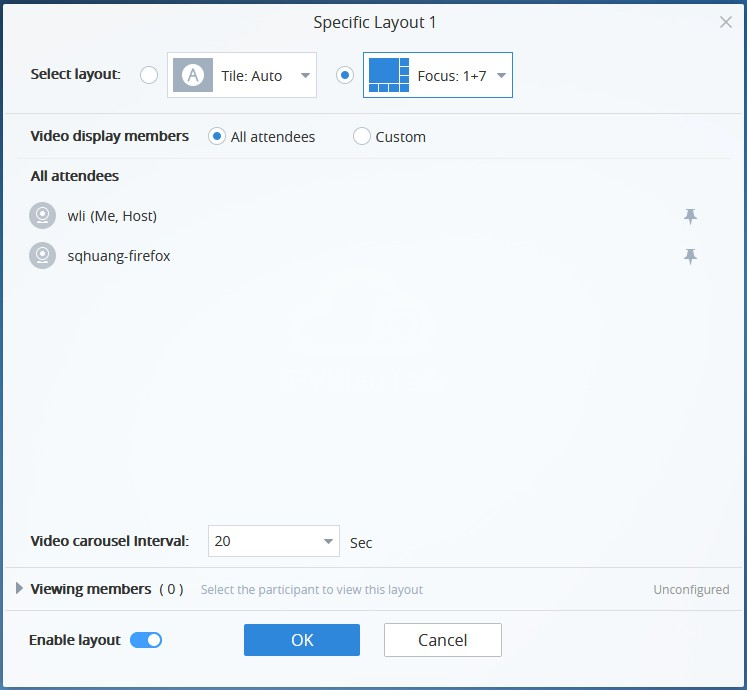 Specific Layout 1
Select layout: A Tile: Auto Focus: 1+7
Video display members All attendees Custom
All attendees
wli (Me, Host)
sqhuang-firefox
Video carousel Interval: 20 Sec
Viewing members ( 0 ) Select the participant to view this layout Unconfigured
Enable layout OK Cancel